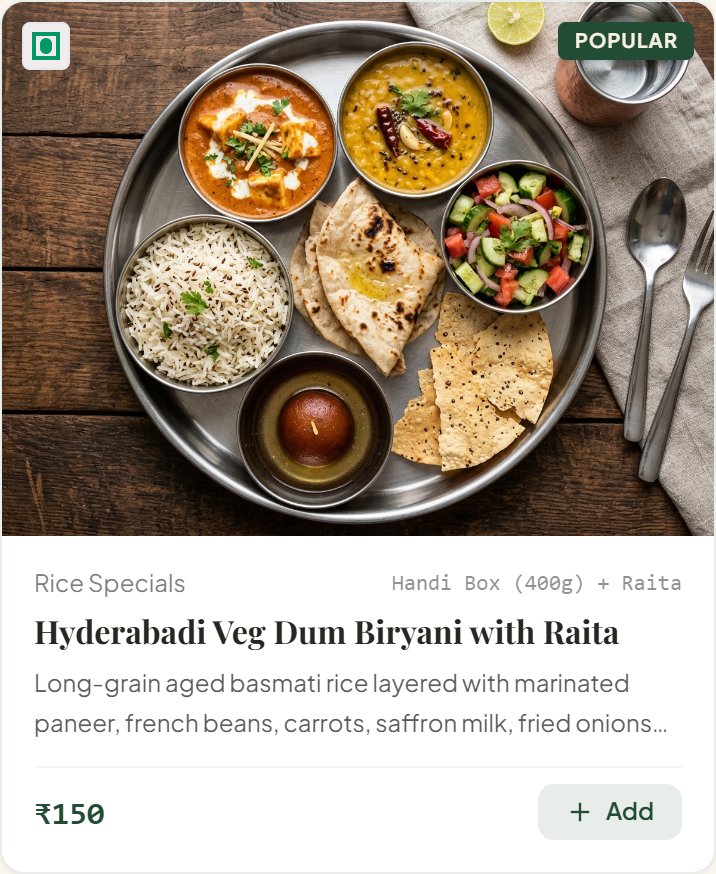 POPULAR
Rice Specials
Handi Box (400g) + Raita
Hyderabadi Veg Dum Biryani with Raita
Long-grain aged basmati rice layered with marinated
paneer, french beans, carrots, saffron milk, fried onions...
₹150
+ Add